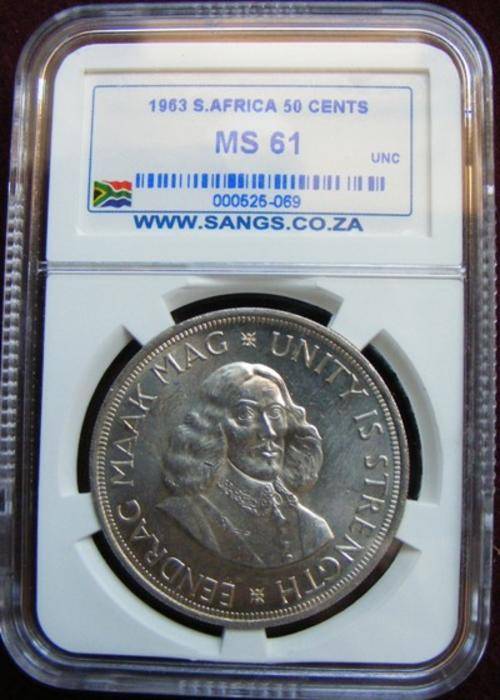 1963 S.AFRICA 50 CENTS
MS 61
UNC
000525-069
WWW.SANGS.CO.ZA
EENDRAG MAAK MAG * UNITY IS STRENGTH *